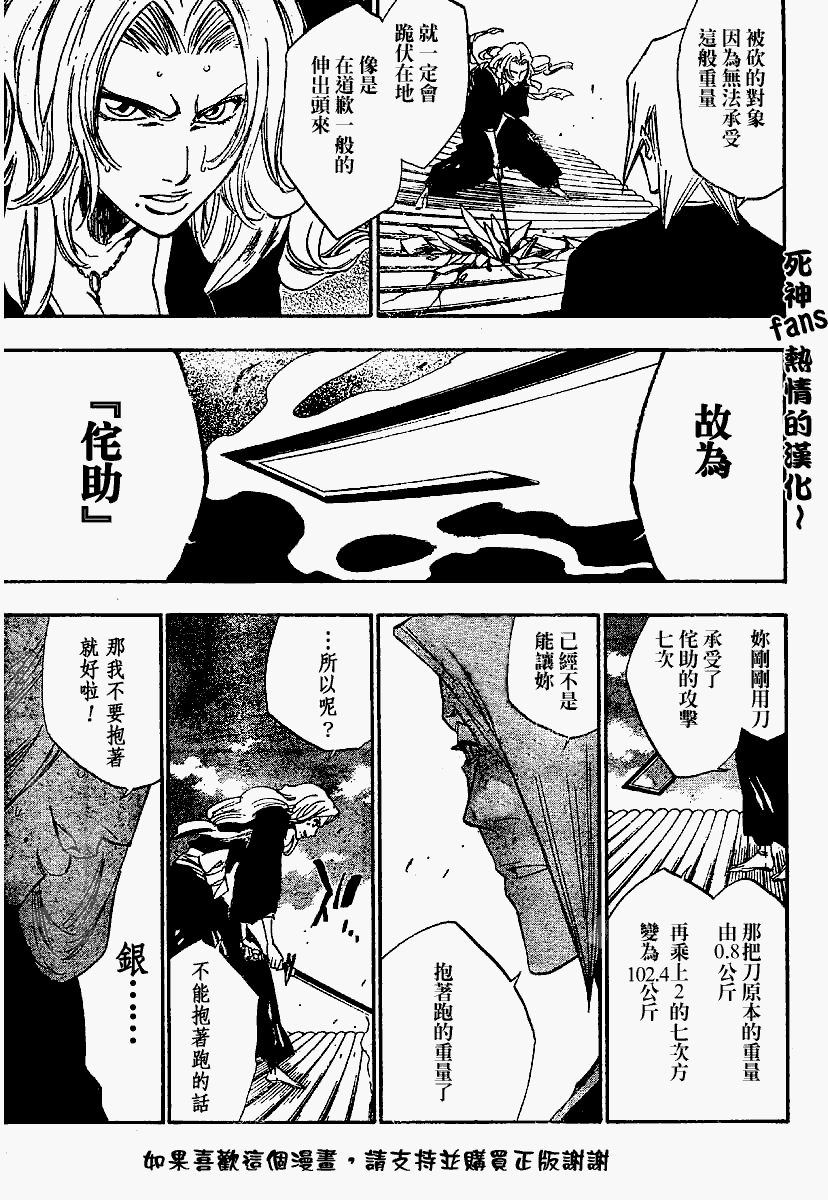 被砍的對象
因為無法承受
這般重量
就一定會
跪伏在地
像是
在道歉一般的
伸出頭來
故為
『侘助』
妳剛剛用刀
承受了
侘助的攻擊
七次
那把刀原本的重量
由0.8公斤
再乘上2的七次方
變為102.4公斤
已經不是
能讓妳
抱著跑的重量了
…所以呢？
不能抱著跑的話
那我不要抱著
就好啦！
銀……
死神fans熱情的漢化~
如果喜歡這個漫畫，請支持並購買正版謝謝